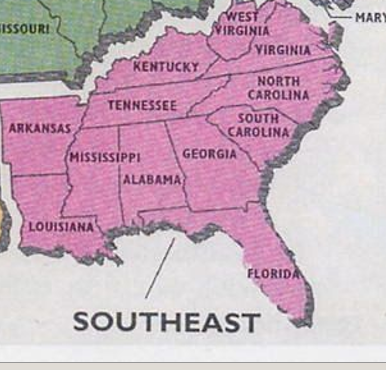 WEST
VIRGINIA
MARY
ISSOURI
VIRGINIA
KENTUCKY
NORTH
CAROLINA
TENNESSEE
SOUTH
CAROLINA
ARKANSAS
MISSISSIPPI
GEORGIA
ALABAMA
LOUISIANA
FLORIDA
SOUTHEAST